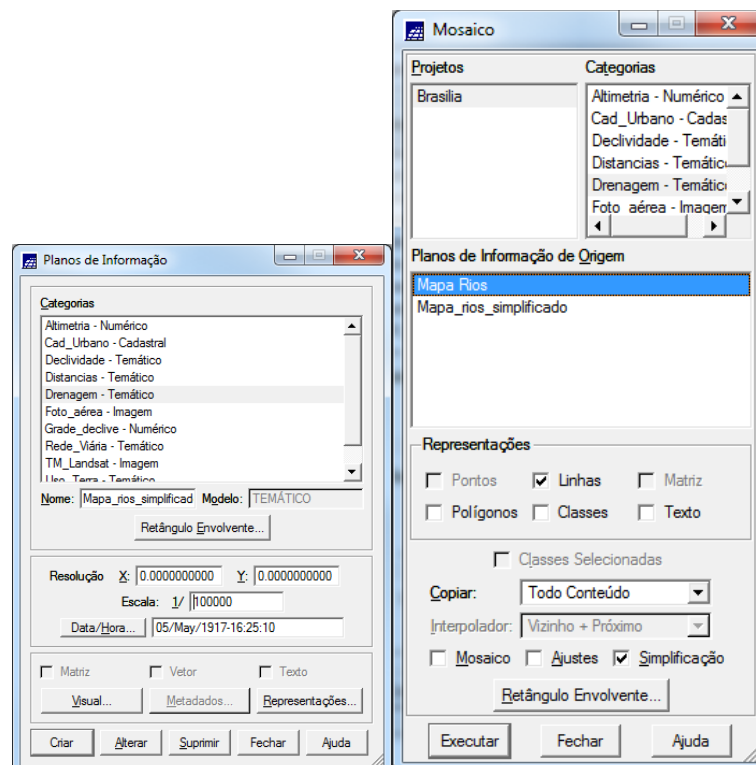 Planos de Informação
Categorias
Altimetria - Numérico
Cad_Urbano - Cadastral
Declividade - Temático
Distancias - Temático
Drenagem - Temático
Foto_aérea - Imagem
Grade_declive - Numérico
Rede_Viária - Temático
TM_Landsat - Imagem
Uso_Terra - Temático
Nome: Mapa_rios_simplificad Modelo: TEMÁTICO
Retângulo Envolvente...
Resolução X: 0.0000000000 Y: 0.0000000000
Escala: 1/ 100000
Data/Hora... 05/May/1917-16:25:10
Matriz Vetor Texto
Visual... Metadados... Representações...
Criar Alterar Suprimir Fechar Ajuda
Mosaico
Projetos Categorias
Brasilia
Altimetria - Numérico
Cad_Urbano - Cadas
Declividade - Temáti
Distancias - Temátic
Drenagem - Temátic
Foto_aérea - Imagem
Planos de Informação de Origem
Mapa Rios
Mapa_rios_simplificado
Representações
Pontos Linhas Matriz
Polígonos Classes Texto
Classes Selecionadas
Copiar: Todo Conteúdo
Interpolador: Vizinho + Próximo
Mosaico Ajustes Simplificação
Retângulo Envolvente...
Executar Fechar Ajuda